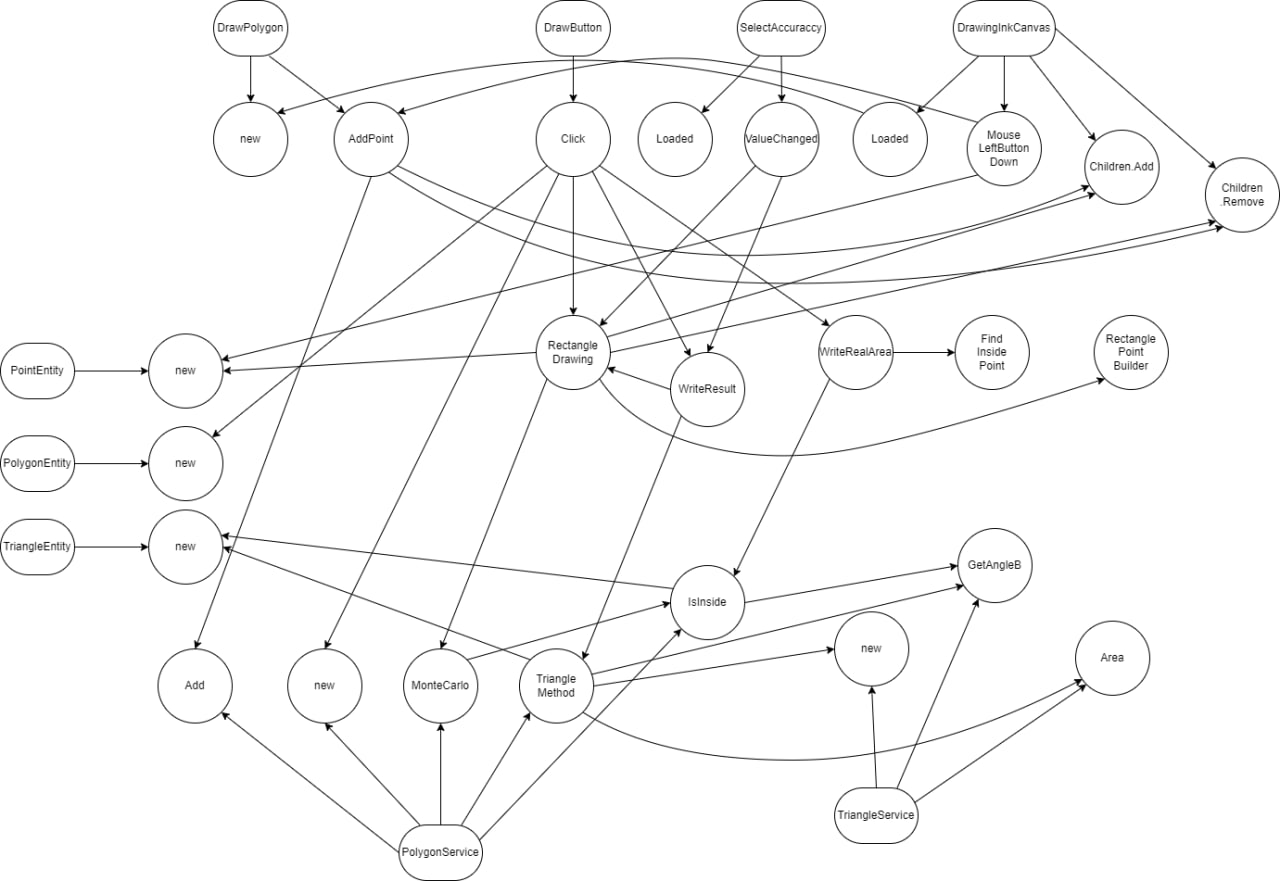 DrawPolygon
DrawButton
SelectAccuraccy
DrawingInkCanvas
new
AddPoint
Click
Loaded
ValueChanged
Loaded
Mouse
LeftButton
Down
Children.Add
Children
.Remove
PointEntity
new
Rectangle
Drawing
WriteResult
WriteRealArea
Find
Inside
Point
Rectangle
Point
Builder
PolygonEntity
new
TriangleEntity
new
IsInside
GetAngleB
Add
new
MonteCarlo
Triangle
Method
new
Area
PolygonService
TriangleService